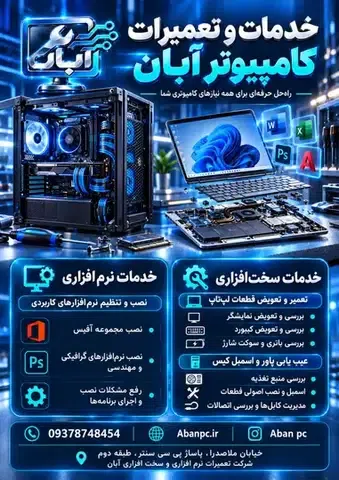 آبان
خدمات و تعمیرات
کامپیوتر آبان
راه‌حل حرفه‌ای برای همه نیازهای کامپیوتری شما
W
X
Ps
A
خدمات نرم‌افزاری
نصب و تنظیم نرم‌افزارهای کاربردی
نصب مجموعه آفیس
Ps
نصب نرم‌افزارهای گرافیکی
و مهندسی
رفع مشکلات نصب
و اجرای برنامه‌ها
خدمات سخت‌افزاری
تعمیر و تعویض قطعات لپ‌تاپ
بررسی و تعویض نمایشگر
بررسی و تعویض کیبورد
بررسی باتری و سوکت شارژ
عیب یابی پاور و اسمبل کیس
بررسی منبع تغذیه
اسمبل و نصب اصولی قطعات
مدیریت کابل‌ها و بررسی اتصالات
09378748454
Abanpc.ir
Aban pc
خیابان ملاصدرا، پاساژ پی سی سنتر، طبقه دوم
شرکت تعمیرات نرم افزاری و سخت افزاری آبان